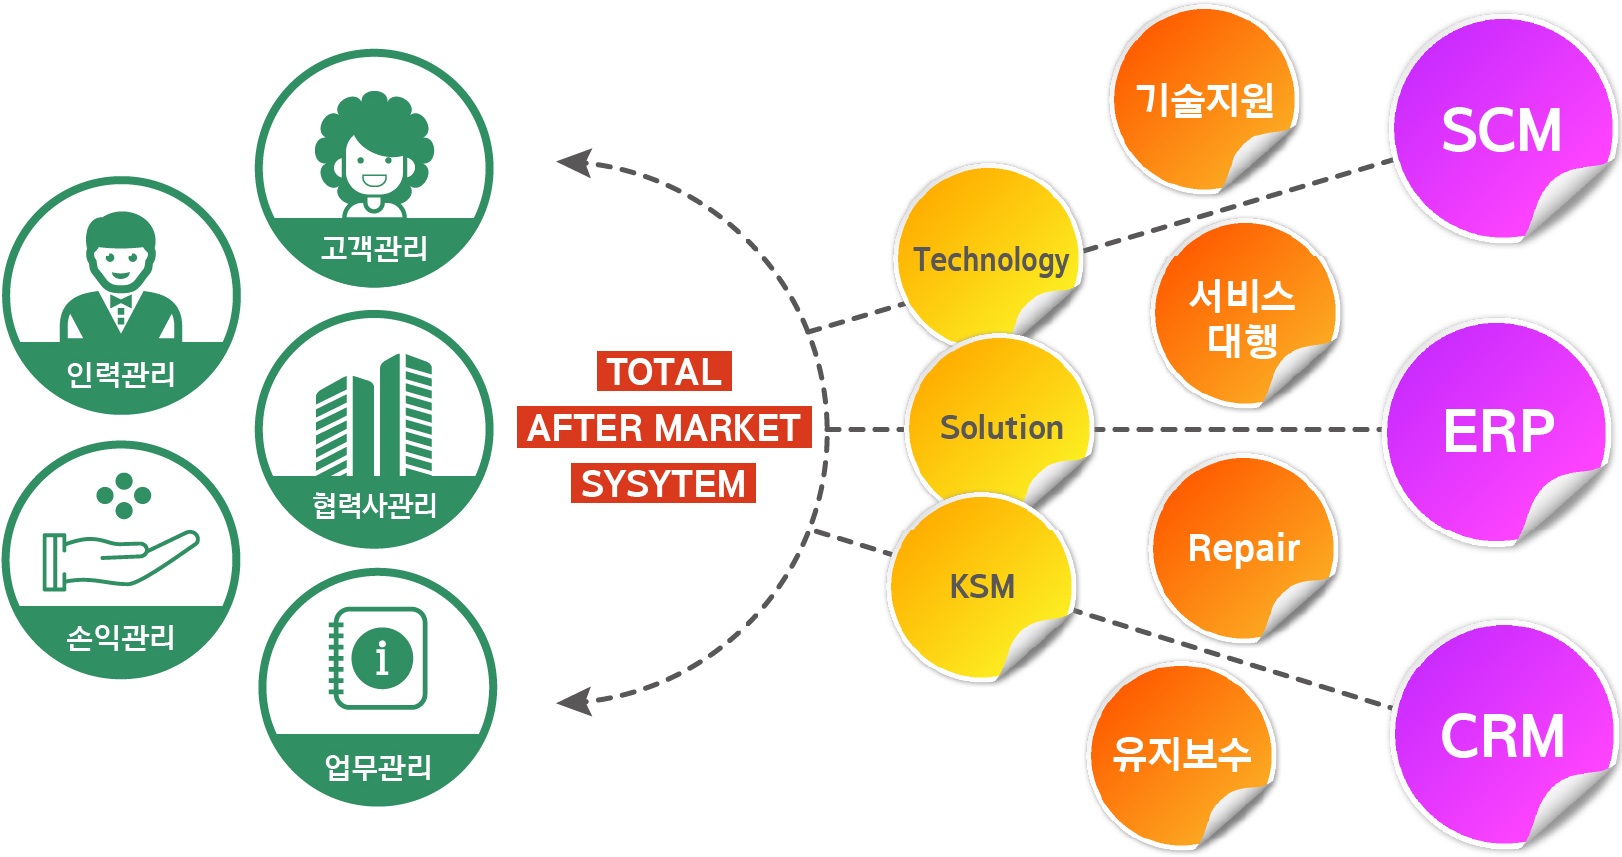 고객관리
인력관리
협력사관리
손익관리
i
업무관리
TOTAL
AFTER MARKET
SYSYTEM
Technology
Solution
KSM
기술지원
서비스
대행
Repair
유지보수
SCM
ERP
CRM